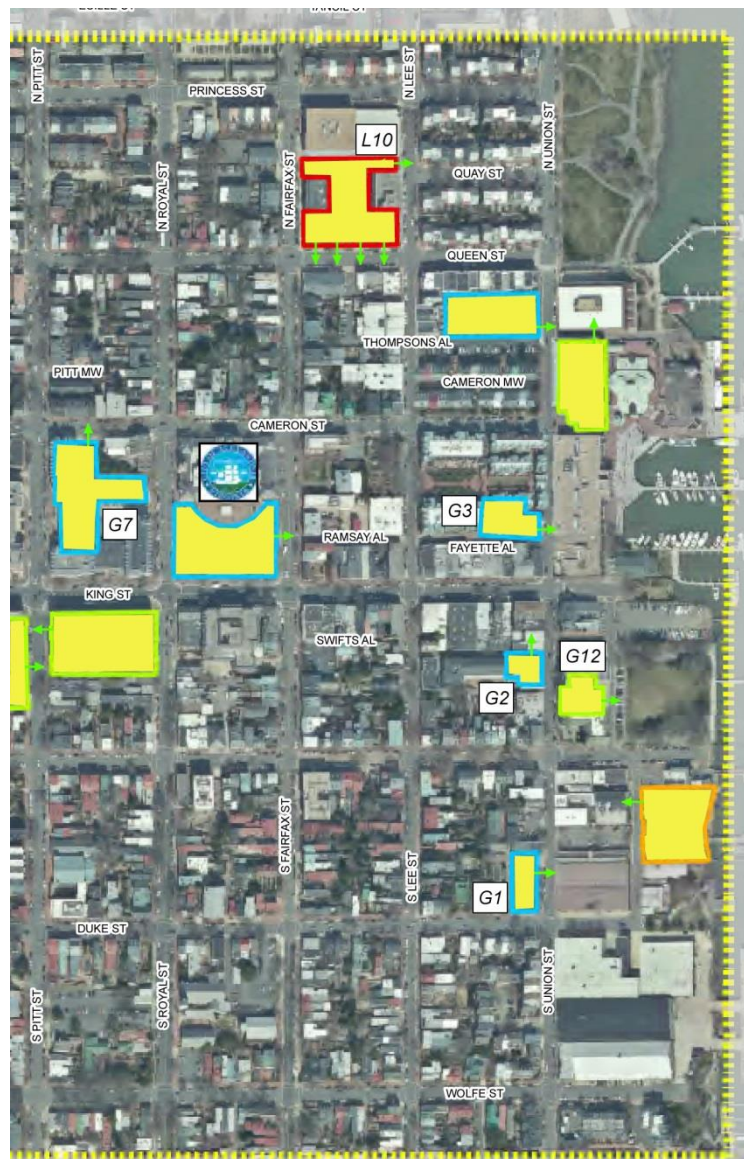 N PITT ST
N LEE ST
PRINCESS ST
L10
N UNION ST
N ROYAL ST
N FAIRFAX ST
QUAY ST
QUEEN ST
THOMPSONS AL
PITT MW
CAMERON MW
CAMERON ST
G3
G7
RAMSAY AL
FAYETTE AL
KING ST
SWIFTS AL
G12
G2
S FAIRFAX ST
S LEE ST
G1
DUKE ST
S PITT ST
S ROYAL ST
S UNION ST
WOLFE ST